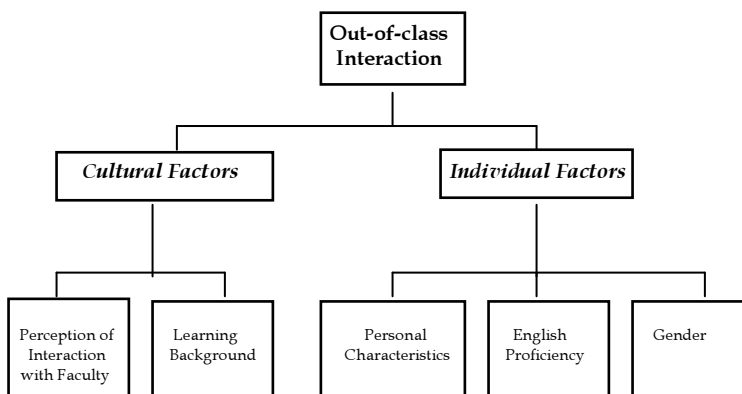 Out-of-class
Interaction
Cultural Factors
Individual Factors
Perception of
Interaction
with Faculty
Learning
Background
Personal
Characteristics
English
Proficiency
Gender